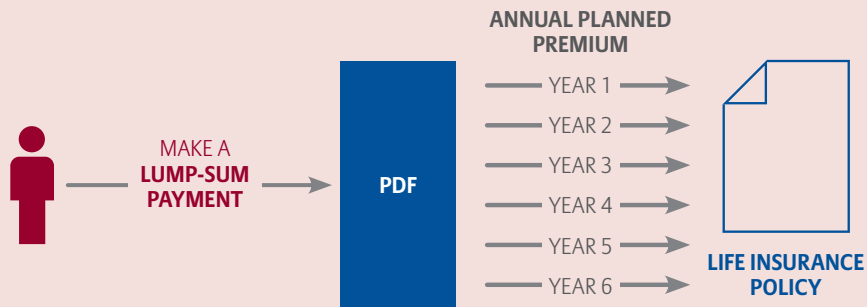 ANNUAL PLANNED
PREMIUM
MAKE A
LUMP-SUM
PAYMENT
PDF
YEAR 1
YEAR 2
YEAR 3
YEAR 4
YEAR 5
YEAR 6
LIFE INSURANCE
POLICY